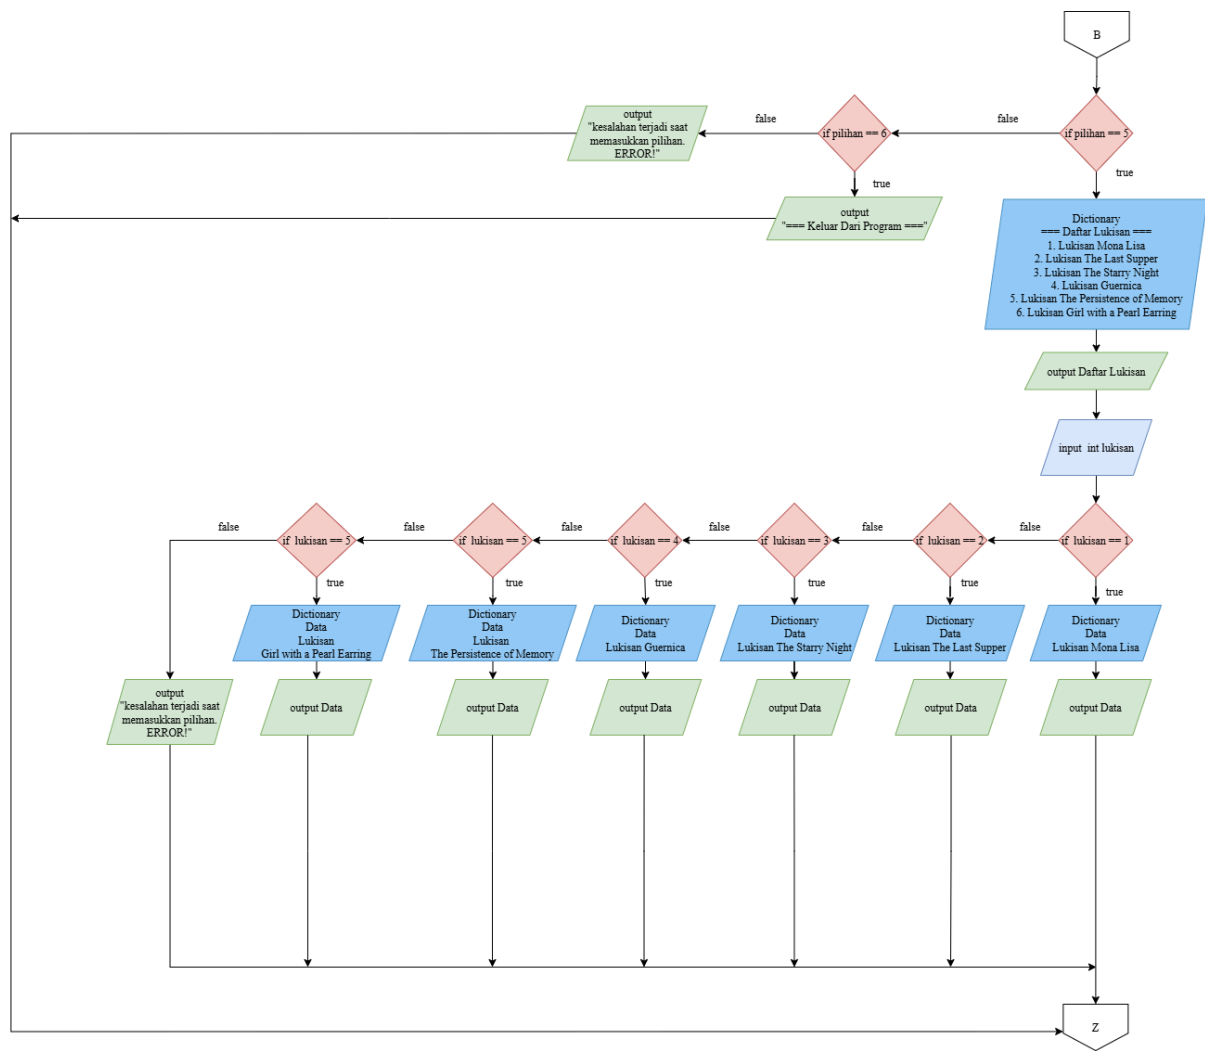 B
if pilihan == 5
false
true
if pilihan == 6
false
true
output
"kesalahan terjadi saat
memasukkan pilihan.
ERROR!"
output
"=== Keluar Dari Program ==="
Dictionary
=== Daftar Lukisan ===
1. Lukisan Mona Lisa
2. Lukisan The Last Supper
3. Lukisan The Starry Night
4. Lukisan Guernica
5. Lukisan The Persistence of Memory
6. Lukisan Girl with a Pearl Earring
output Daftar Lukisan
input int lukisan
if lukisan == 1
false
true
if lukisan == 2
false
true
if lukisan == 3
false
true
if lukisan == 4
false
true
if lukisan == 5
false
true
if lukisan == 5
false
true
Dictionary
Data
Lukisan Mona Lisa
Dictionary
Data
Lukisan The Last Supper
Dictionary
Data
Lukisan The Starry Night
Dictionary
Data
Lukisan Guernica
Dictionary
Data
Lukisan
The Persistence of Memory
Dictionary
Data
Lukisan
Girl with a Pearl Earring
output Data
output Data
output Data
output Data
output Data
output Data
output
"kesalahan terjadi saat
memasukkan pilihan.
ERROR!"
Z